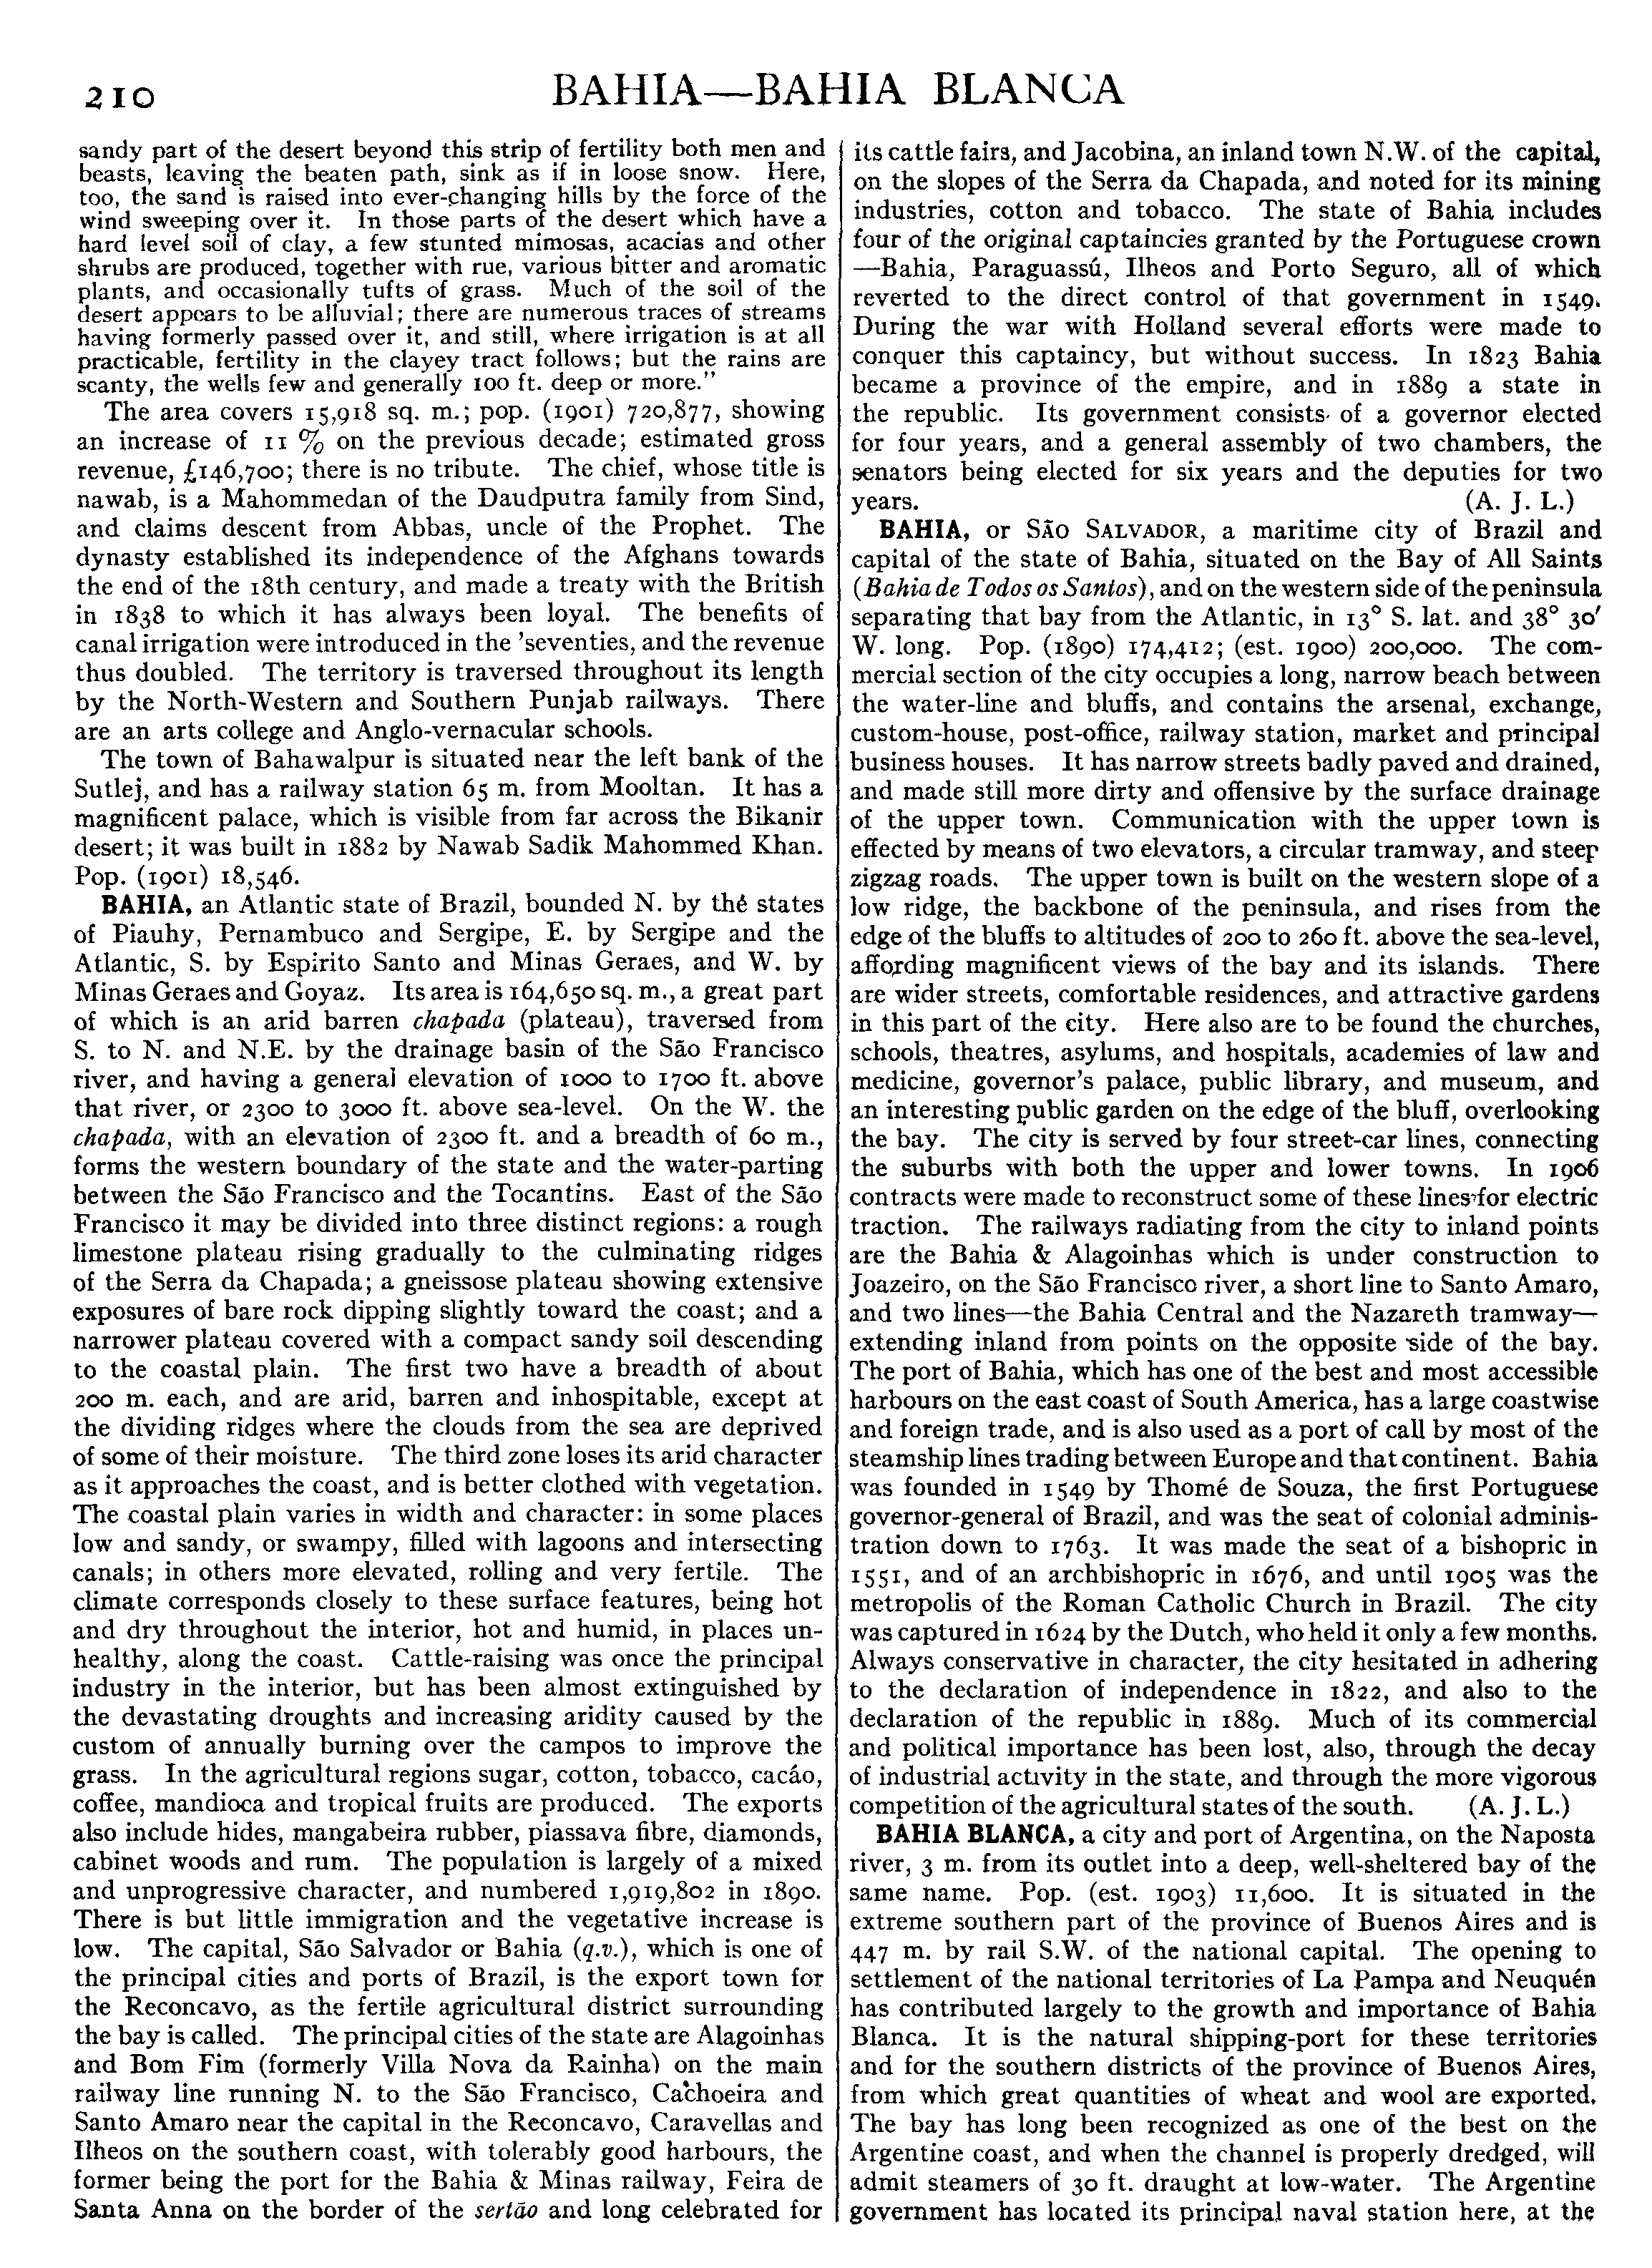 210
BAHIA—BAHIA BLANCA
sandy part of the desert beyond this strip of fertility both men and
beasts, leaving the beaten path, sink as if in loose snow. Here,
too, the sand is raised into ever-changing hills by the force of the
wind sweeping over it. In those parts of the desert which have a
hard level soil of clay, a few stunted mimosas, acacias and other
shrubs are produced, together with rue, various bitter and aromatic
plants, and occasionally tufts of grass. Much of the soil of the
desert appears to be alluvial; there are numerous traces of streams
having formerly passed over it, and still, where irrigation is at all
practicable, fertility in the clayey tract follows; but the rains are
scanty, the wells few and generally 100 ft. deep or more."
The area covers 15,918 sq. m.; pop. (1901) 720,877, showing
an increase of 11 % on the previous decade; estimated gross
revenue, £146,700; there is no tribute. The chief, whose title is
nawab, is a Mahommedan of the Daudputra family from Sind,
and claims descent from Abbas, uncle of the Prophet. The
dynasty established its independence of the Afghans towards
the end of the 18th century, and made a treaty with the British
in 1838 to which it has always been loyal. The benefits of
canal irrigation were introduced in the 'seventies, and the revenue
thus doubled. The territory is traversed throughout its length
by the North-Western and Southern Punjab railways. There
are an arts college and Anglo-vernacular schools.
The town of Bahawalpur is situated near the left bank of the
Sutlej, and has a railway station 65 m. from Mooltan. It has a
magnificent palace, which is visible from far across the Bikanir
desert; it was built in 1882 by Nawab Sadik Mahommed Khan.
Pop. (1901) 18,546.
BAHIA, an Atlantic state of Brazil, bounded N. by the states
of Piauhy, Pernambuco and Sergipe, E. by Sergipe and the
Atlantic, S. by Espirito Santo and Minas Geraes, and W. by
Minas Geraes and Goyaz. Its area is 164,650 sq. m., a great part
of which is an arid barren chapada (plateau), traversed from
S. to N. and N.E. by the drainage basin of the São Francisco
river, and having a general elevation of 1000 to 1700 ft. above
that river, or 2300 to 3000 ft. above sea-level. On the W. the
chapada, with an elevation of 2300 ft. and a breadth of 60 m.,
forms the western boundary of the state and the water-parting
between the São Francisco and the Tocantins. East of the São
Francisco it may be divided into three distinct regions: a rough
limestone plateau rising gradually to the culminating ridges
of the Serra da Chapada; a gneissose plateau showing extensive
exposures of bare rock dipping slightly toward the coast; and a
narrower plateau covered with a compact sandy soil descending
to the coastal plain. The first two have a breadth of about
200 m. each, and are arid, barren and inhospitable, except at
the dividing ridges where the clouds from the sea are deprived
of some of their moisture. The third zone loses its arid character
as it approaches the coast, and is better clothed with vegetation.
The coastal plain varies in width and character: in some places
low and sandy, or swampy, filled with lagoons and intersecting
canals; in others more elevated, rolling and very fertile. The
climate corresponds closely to these surface features, being hot
and dry throughout the interior, hot and humid, in places un-
healthy, along the coast. Cattle-raising was once the principal
industry in the interior, but has been almost extinguished by
the devastating droughts and increasing aridity caused by the
custom of annually burning over the campos to improve the
grass. In the agricultural regions sugar, cotton, tobacco, cacáo,
coffee, mandioca and tropical fruits are produced. The exports
also include hides, mangabeira rubber, piassava fibre, diamonds,
cabinet woods and rum. The population is largely of a mixed
and unprogressive character, and numbered 1,919,802 in 1890.
There is but little immigration and the vegetative increase is
low. The capital, São Salvador or Bahia (q.v.), which is one of
the principal cities and ports of Brazil, is the export town for
the Reconcavo, as the fertile agricultural district surrounding
the bay is called. The principal cities of the state are Alagoinhas
and Bom Fim (formerly Villa Nova da Rainha) on the main
railway line running N. to the São Francisco, Cachoeira and
Santo Amaro near the capital in the Reconcavo, Caravellas and
Ilheos on the southern coast, with tolerably good harbours, the
former being the port for the Bahia & Minas railway, Feira de
Santa Anna on the border of the sertão and long celebrated for
its cattle fairs, and Jacobina, an inland town N.W. of the capital,
on the slopes of the Serra da Chapada, and noted for its mining
industries, cotton and tobacco. The state of Bahia includes
four of the original captaincies granted by the Portuguese crown
—Bahia, Paraguassú, Ilheos and Porto Seguro, all of which
reverted to the direct control of that government in 1549.
During the war with Holland several efforts were made to
conquer this captaincy, but without success. In 1823 Bahia
became a province of the empire, and in 1889 a state in
the republic. Its government consists of a governor elected
for four years, and a general assembly of two chambers, the
senators being elected for six years and the deputies for two
years. (A. J. L.)
BAHIA, or SÃO SALVADOR, a maritime city of Brazil and
capital of the state of Bahia, situated on the Bay of All Saints
(Bahia de Todos os Santos), and on the western side of the peninsula
separating that bay from the Atlantic, in 13° S. lat. and 38° 30′
W. long. Pop. (1890) 174,412; (est. 1900) 200,000. The com-
mercial section of the city occupies a long, narrow beach between
the water-line and bluffs, and contains the arsenal, exchange,
custom-house, post-office, railway station, market and principal
business houses. It has narrow streets badly paved and drained,
and made still more dirty and offensive by the surface drainage
of the upper town. Communication with the upper town is
effected by means of two elevators, a circular tramway, and steep
zigzag roads. The upper town is built on the western slope of a
low ridge, the backbone of the peninsula, and rises from the
edge of the bluffs to altitudes of 200 to 260 ft. above the sea-level,
affording magnificent views of the bay and its islands. There
are wider streets, comfortable residences, and attractive gardens
in this part of the city. Here also are to be found the churches,
schools, theatres, asylums, and hospitals, academies of law and
medicine, governor's palace, public library, and museum, and
an interesting public garden on the edge of the bluff, overlooking
the bay. The city is served by four street-car lines, connecting
the suburbs with both the upper and lower towns. In 1906
contracts were made to reconstruct some of these lines for electric
traction. The railways radiating from the city to inland points
are the Bahia & Alagoinhas which is under construction to
Joazeiro, on the São Francisco river, a short line to Santo Amaro,
and two lines—the Bahia Central and the Nazareth tramway—
extending inland from points on the opposite side of the bay.
The port of Bahia, which has one of the best and most accessible
harbours on the east coast of South America, has a large coastwise
and foreign trade, and is also used as a port of call by most of the
steamship lines trading between Europe and that continent. Bahia
was founded in 1549 by Thomé de Souza, the first Portuguese
governor-general of Brazil, and was the seat of colonial adminis-
tration down to 1763. It was made the seat of a bishopric in
1551, and of an archbishopric in 1676, and until 1905 was the
metropolis of the Roman Catholic Church in Brazil. The city
was captured in 1624 by the Dutch, who held it only a few months.
Always conservative in character, the city hesitated in adhering
to the declaration of independence in 1822, and also to the
declaration of the republic in 1889. Much of its commercial
and political importance has been lost, also, through the decay
of industrial activity in the state, and through the more vigorous
competition of the agricultural states of the south. (A. J. L.)
BAHIA BLANCA, a city and port of Argentina, on the Naposta
river, 3 m. from its outlet into a deep, well-sheltered bay of the
same name. Pop. (est. 1903) 11,600. It is situated in the
extreme southern part of the province of Buenos Aires and is
447 m. by rail S.W. of the national capital. The opening to
settlement of the national territories of La Pampa and Neuquén
has contributed largely to the growth and importance of Bahia
Blanca. It is the natural shipping-port for these territories
and for the southern districts of the province of Buenos Aires,
from which great quantities of wheat and wool are exported.
The bay has long been recognized as one of the best on the
Argentine coast, and when the channel is properly dredged, will
admit steamers of 30 ft. draught at low-water. The Argentine
government has located its principal naval station here, at the